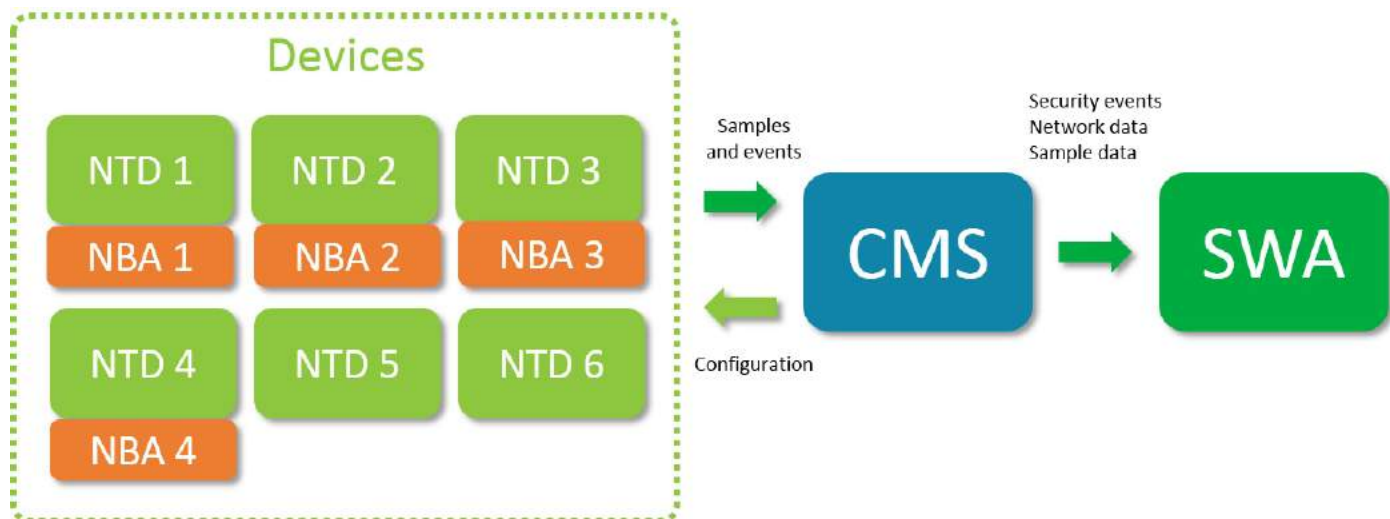 Devices
NTD 1
NTD 2
NTD 3
NBA 1
NBA 2
NBA 3
NTD 4
NTD 5
NTD 6
NBA 4
Samples
and events
Configuration
CMS
Security events
Network data
Sample data
SWA